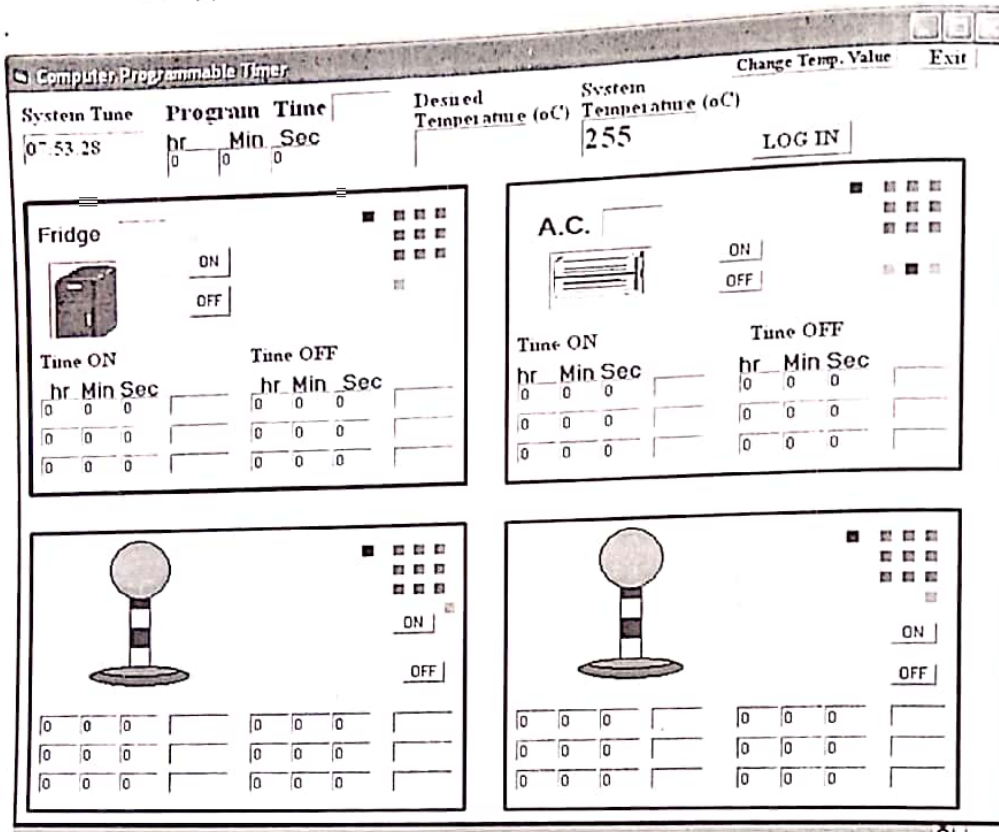 Computer Programmable Timer
Change Temp. Value Exit
System Time Program Time Desired Temperature (oC) System Temperature (oC)
07.53.28 hr Min Sec 255 LOG IN
0 0 0
Fridge
ON
OFF
Time ON Time OFF
hr Min Sec hr Min Sec
0 0 0 0 0 0
0 0 0 0 0 0
0 0 0 0 0 0
A.C.
ON
OFF
Time ON Time OFF
hr Min Sec hr Min Sec
0 0 0 0 0 0
0 0 0 0 0 0
0 0 0 0 0 0
ON
OFF
0 0 0 0 0 0
0 0 0 0 0 0
0 0 0 0 0 0
ON
OFF
0 0 0 0 0 0
0 0 0 0 0 0
0 0 0 0 0 0